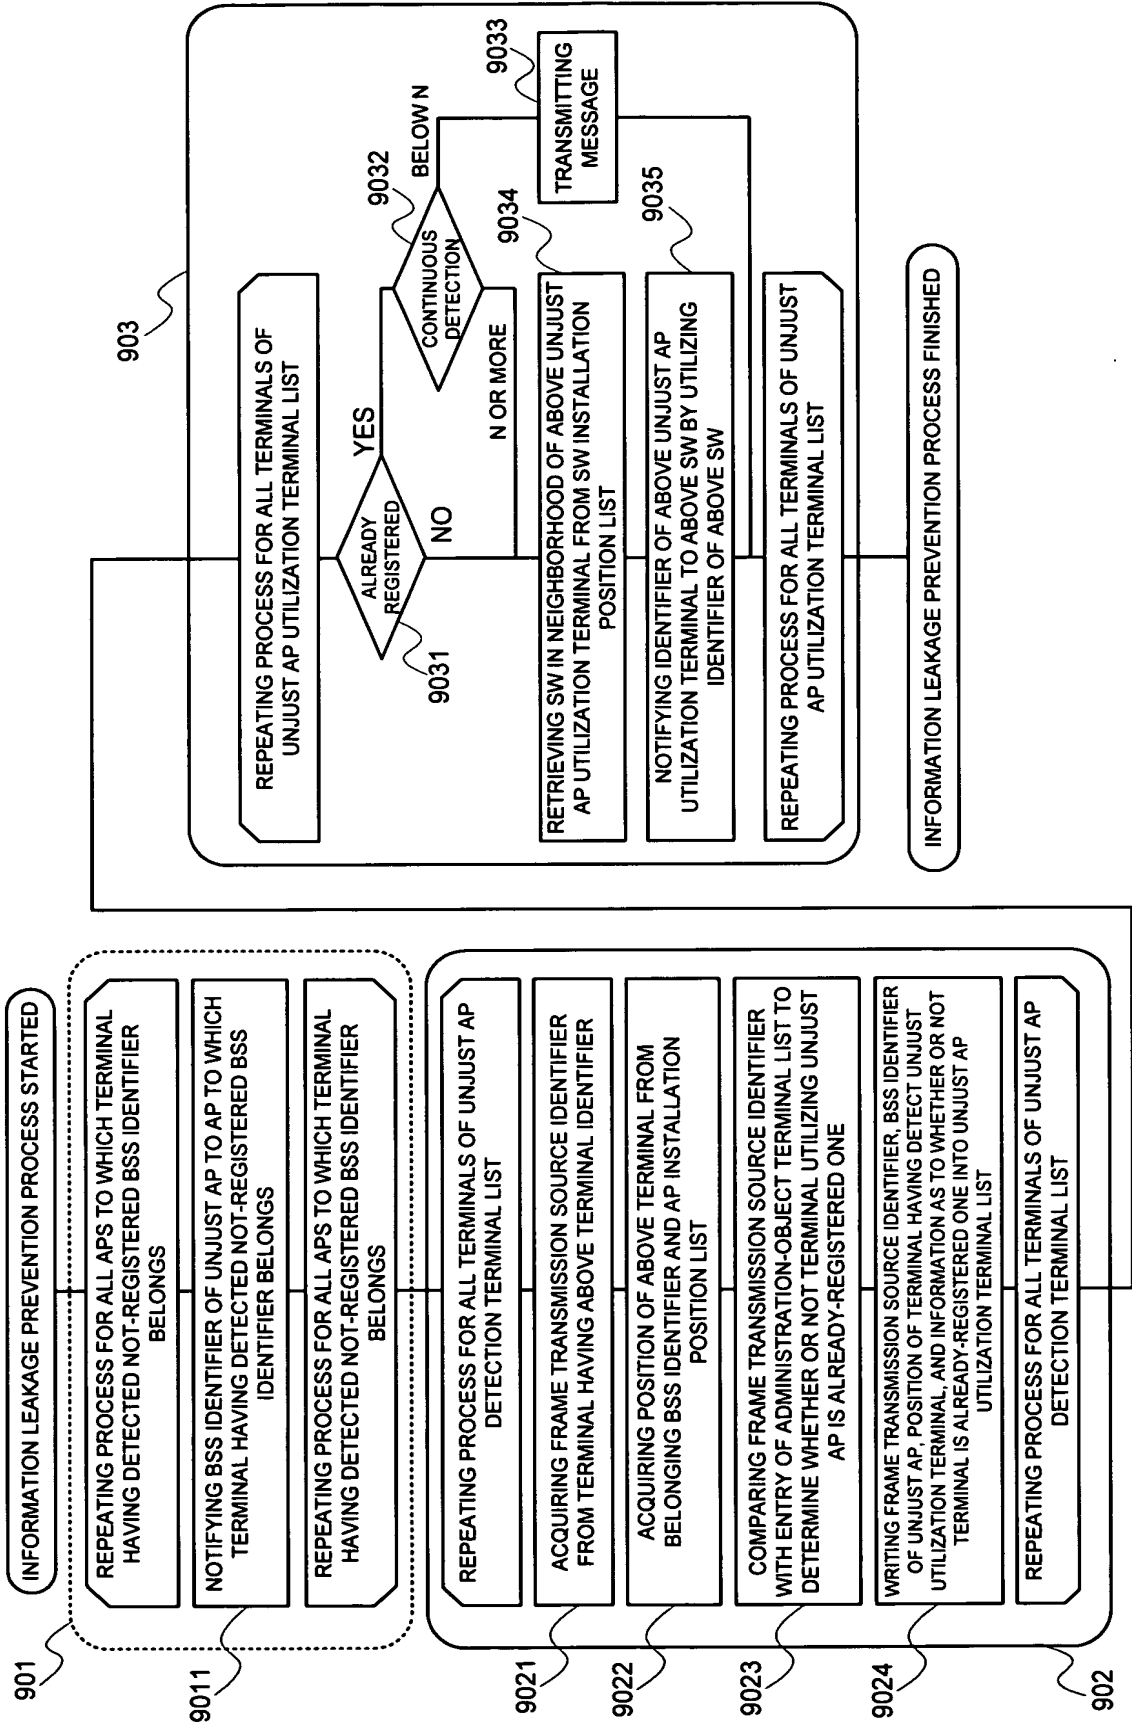 INFORMATION LEAKAGE PREVENTION PROCESS STARTED
901
REPEATING PROCESS FOR ALL APS TO WHICH TERMINAL
HAVING DETECTED NOT-REGISTERED BSS IDENTIFIER
BELONGS
9011
NOTIFYING BSS IDENTIFIER OF UNJUST AP TO AP TO WHICH
TERMINAL HAVING DETECTED NOT-REGISTERED BSS
IDENTIFIER BELONGS
REPEATING PROCESS FOR ALL APS TO WHICH TERMINAL
HAVING DETECTED NOT-REGISTERED BSS IDENTIFIER
BELONGS
REPEATING PROCESS FOR ALL TERMINALS OF UNJUST AP
DETECTION TERMINAL LIST
9021
ACQUIRING FRAME TRANSMISSION SOURCE IDENTIFIER
FROM TERMINAL HAVING ABOVE TERMINAL IDENTIFIER
9022
ACQUIRING POSITION OF ABOVE TERMINAL FROM
BELONGING BSS IDENTIFIER AND AP INSTALLATION
POSITION LIST
9023
COMPARING FRAME TRANSMISSION SOURCE IDENTIFIER
WITH ENTRY OF ADMINISTRATION-OBJECT TERMINAL LIST TO
DETERMINE WHETHER OR NOT TERMINAL UTILIZING UNJUST
AP IS ALREADY-REGISTERED ONE
9024
WRITING FRAME TRANSMISSION SOURCE IDENTIFIER, BSS IDENTIFIER
OF UNJUST AP, POSITION OF TERMINAL HAVING DETECT UNJUST
UTILIZATION TERMINAL, AND INFORMATION AS TO WHETHER OR NOT
TERMINAL IS ALREADY-REGISTERED ONE INTO UNJUST AP
UTILIZATION TERMINAL LIST
REPEATING PROCESS FOR ALL TERMINALS OF UNJUST AP
DETECTION TERMINAL LIST
902
903
REPEATING PROCESS FOR ALL TERMINALS OF
UNJUST AP UTILIZATION TERMINAL LIST
ALREADY
REGISTERED
9031
YES
NO
CONTINUOUS
DETECTION
9032
BELOW N
N OR MORE
TRANSMITTING
MESSAGE
9033
9034
RETRIEVING SW IN NEIGHBORHOOD OF ABOVE UNJUST
AP UTILIZATION TERMINAL FROM SW INSTALLATION
POSITION LIST
9035
NOTIFYING IDENTIFIER OF ABOVE UNJUST AP
UTILIZATION TERMINAL TO ABOVE SW BY UTILIZING
IDENTIFIER OF ABOVE SW
REPEATING PROCESS FOR ALL TERMINALS OF UNJUST
AP UTILIZATION TERMINAL LIST
INFORMATION LEAKAGE PREVENTION PROCESS FINISHED